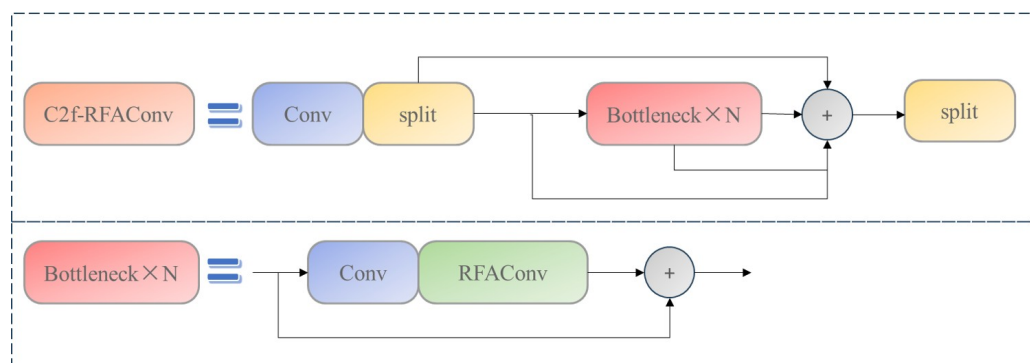 C2f-RFAConv
Conv
split
Bottleneck×N
+
split
Bottleneck×N
Conv
RFAConv
+